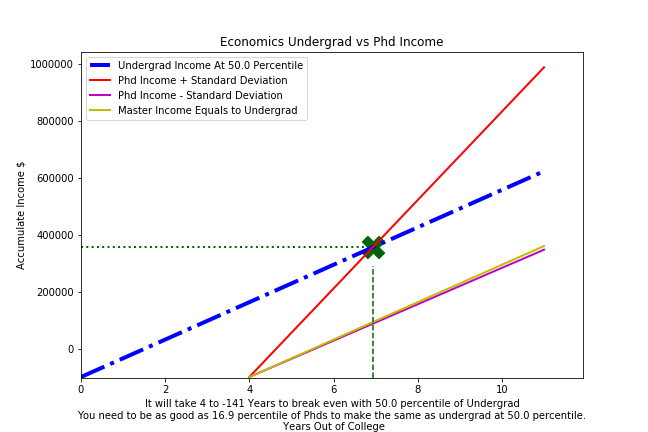 Economics Undergrad vs Phd Income
Undergrad Income At 50.0 Percentile
Phd Income + Standard Deviation
Phd Income - Standard Deviation
Master Income Equals to Undergrad
Accumulate Income $
1000000
800000
600000
400000
200000
0
0 2 4 6 8 10
It will take 4 to -141 Years to break even with 50.0 percentile of Undergrad
You need to be as good as 16.9 percentile of Phds to make the same as undergrad at 50.0 percentile.
Years Out of College